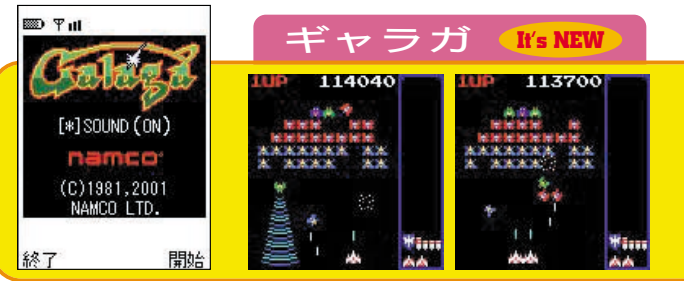 Galaga
[*]SOUND(ON)
namco
(C)1981,2001
NAMCO LTD.
終了 開始
ギャラガ It's NEW
1UP 114040
1UP 113700